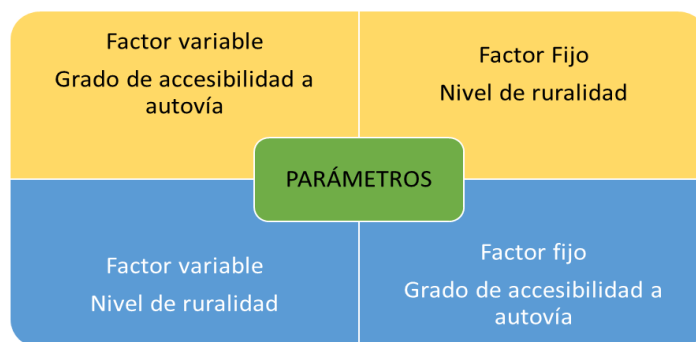 Factor variable
Grado de accesibilidad a
autovía
Factor Fijo
Nivel de ruralidad
PARÁMETROS
Factor variable
Nivel de ruralidad
Factor fijo
Grado de accesibilidad a
autovía